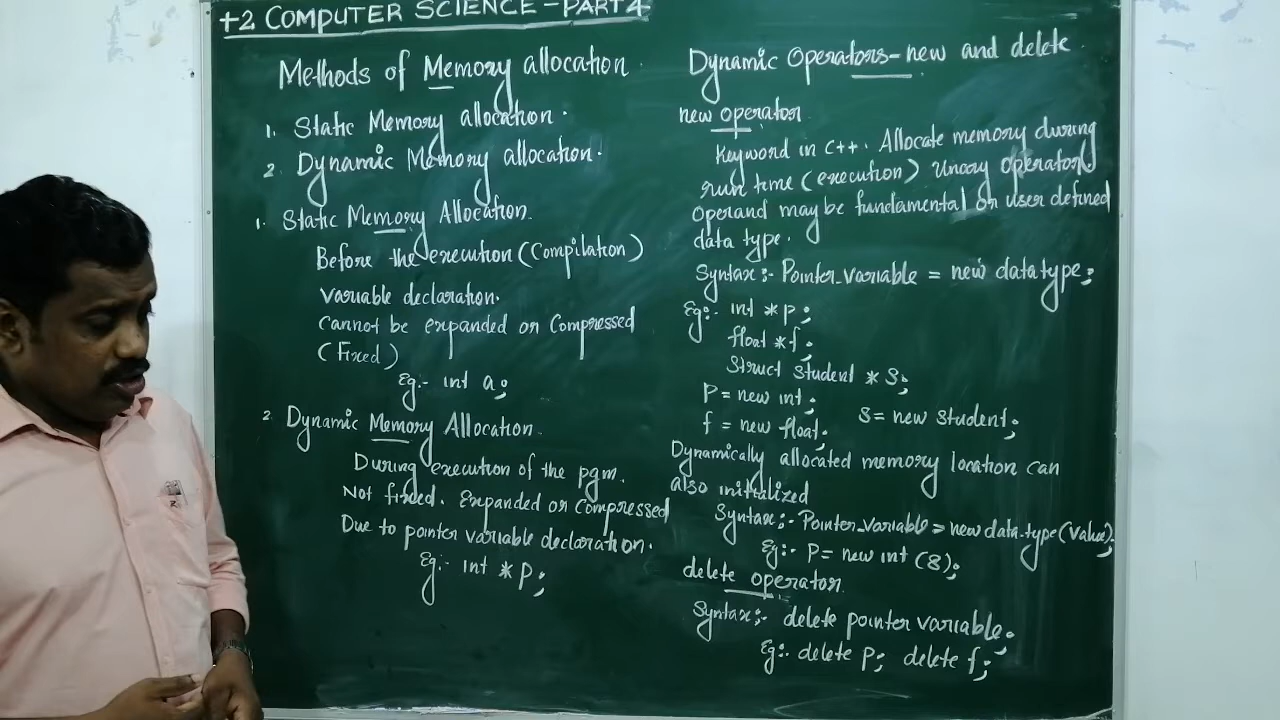 +2 COMPUTER SCIENCE - PART 4
Methods of Memory allocation.
1. Static Memory allocation.
2. Dynamic Memory allocation.
1. Static Memory Allocation.
Before the execution (Compilation)
variable declaration.
Cannot be expanded or Compressed
(Fixed)
Eg:- int a;
2. Dynamic Memory Allocation.
During execution of the pgm.
Not fixed. Expanded or Compressed
Due to pointer variable declaration.
Eg:- int *p;
Dynamic Operators - new and delete.
new operator
Keyword in C++. Allocate memory during
run time (execution) Unary operator
Operand may be fundamental or user defined
data type.
Syntax:- Pointer_variable = new datatype;
Eg:- int *p;
float *f;
Struct student *s;
P = new int;
f = new float;
s = new student;
Dynamically allocated memory location can
also initialized
Syntax:- Pointer_variable = new data-type(value);
Eg:- P = new int (8);
delete operator
Syntax:- delete pointer variable;
Eg:- delete p; delete f;